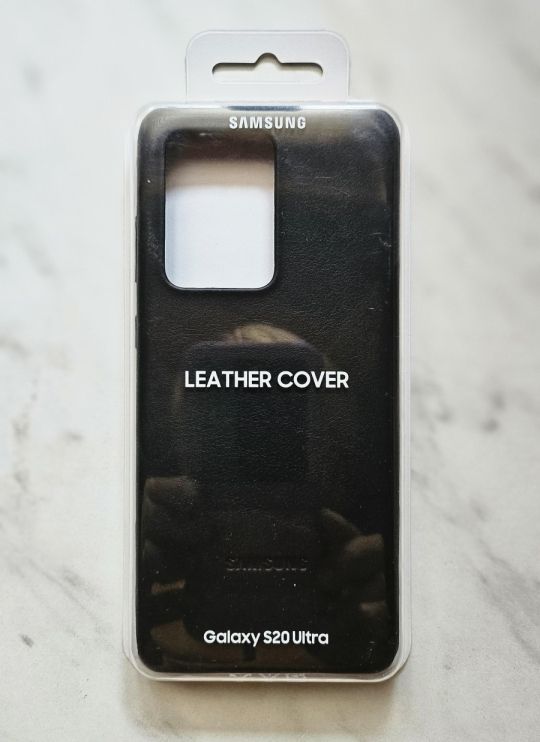 SAMSUNG
LEATHER COVER
SAMSUNG
Galaxy S20 Ultra